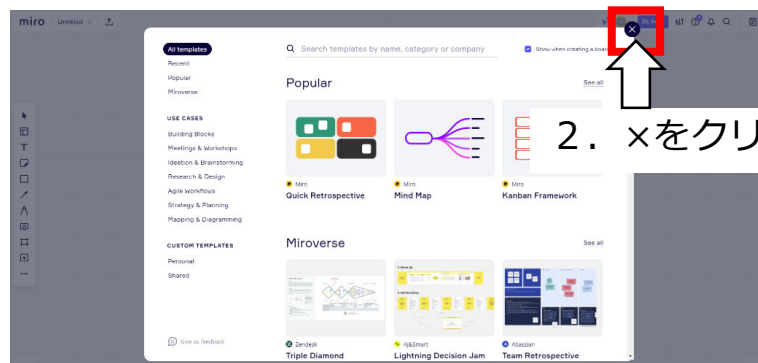 miro Untitled
All templates
Recent
Popular
Miroverse
USE CASES
Building Blocks
Meetings & Workshops
Ideation & Brainstorming
Research & Design
Agile Workflows
Strategy & Planning
Mapping & Diagramming
CUSTOM TEMPLATES
Personal
Shared
Give us feedback
Search templates by name, category or company
Show when creating a board
Popular
See all
Miro
Quick Retrospective
Miro
Mind Map
Miro
Kanban Framework
2. ×をクリ
Miroverse
See all
Zendesk
Triple Diamond
AJ&Smart
Lightning Decision Jam
Atlassian
Team Retrospective